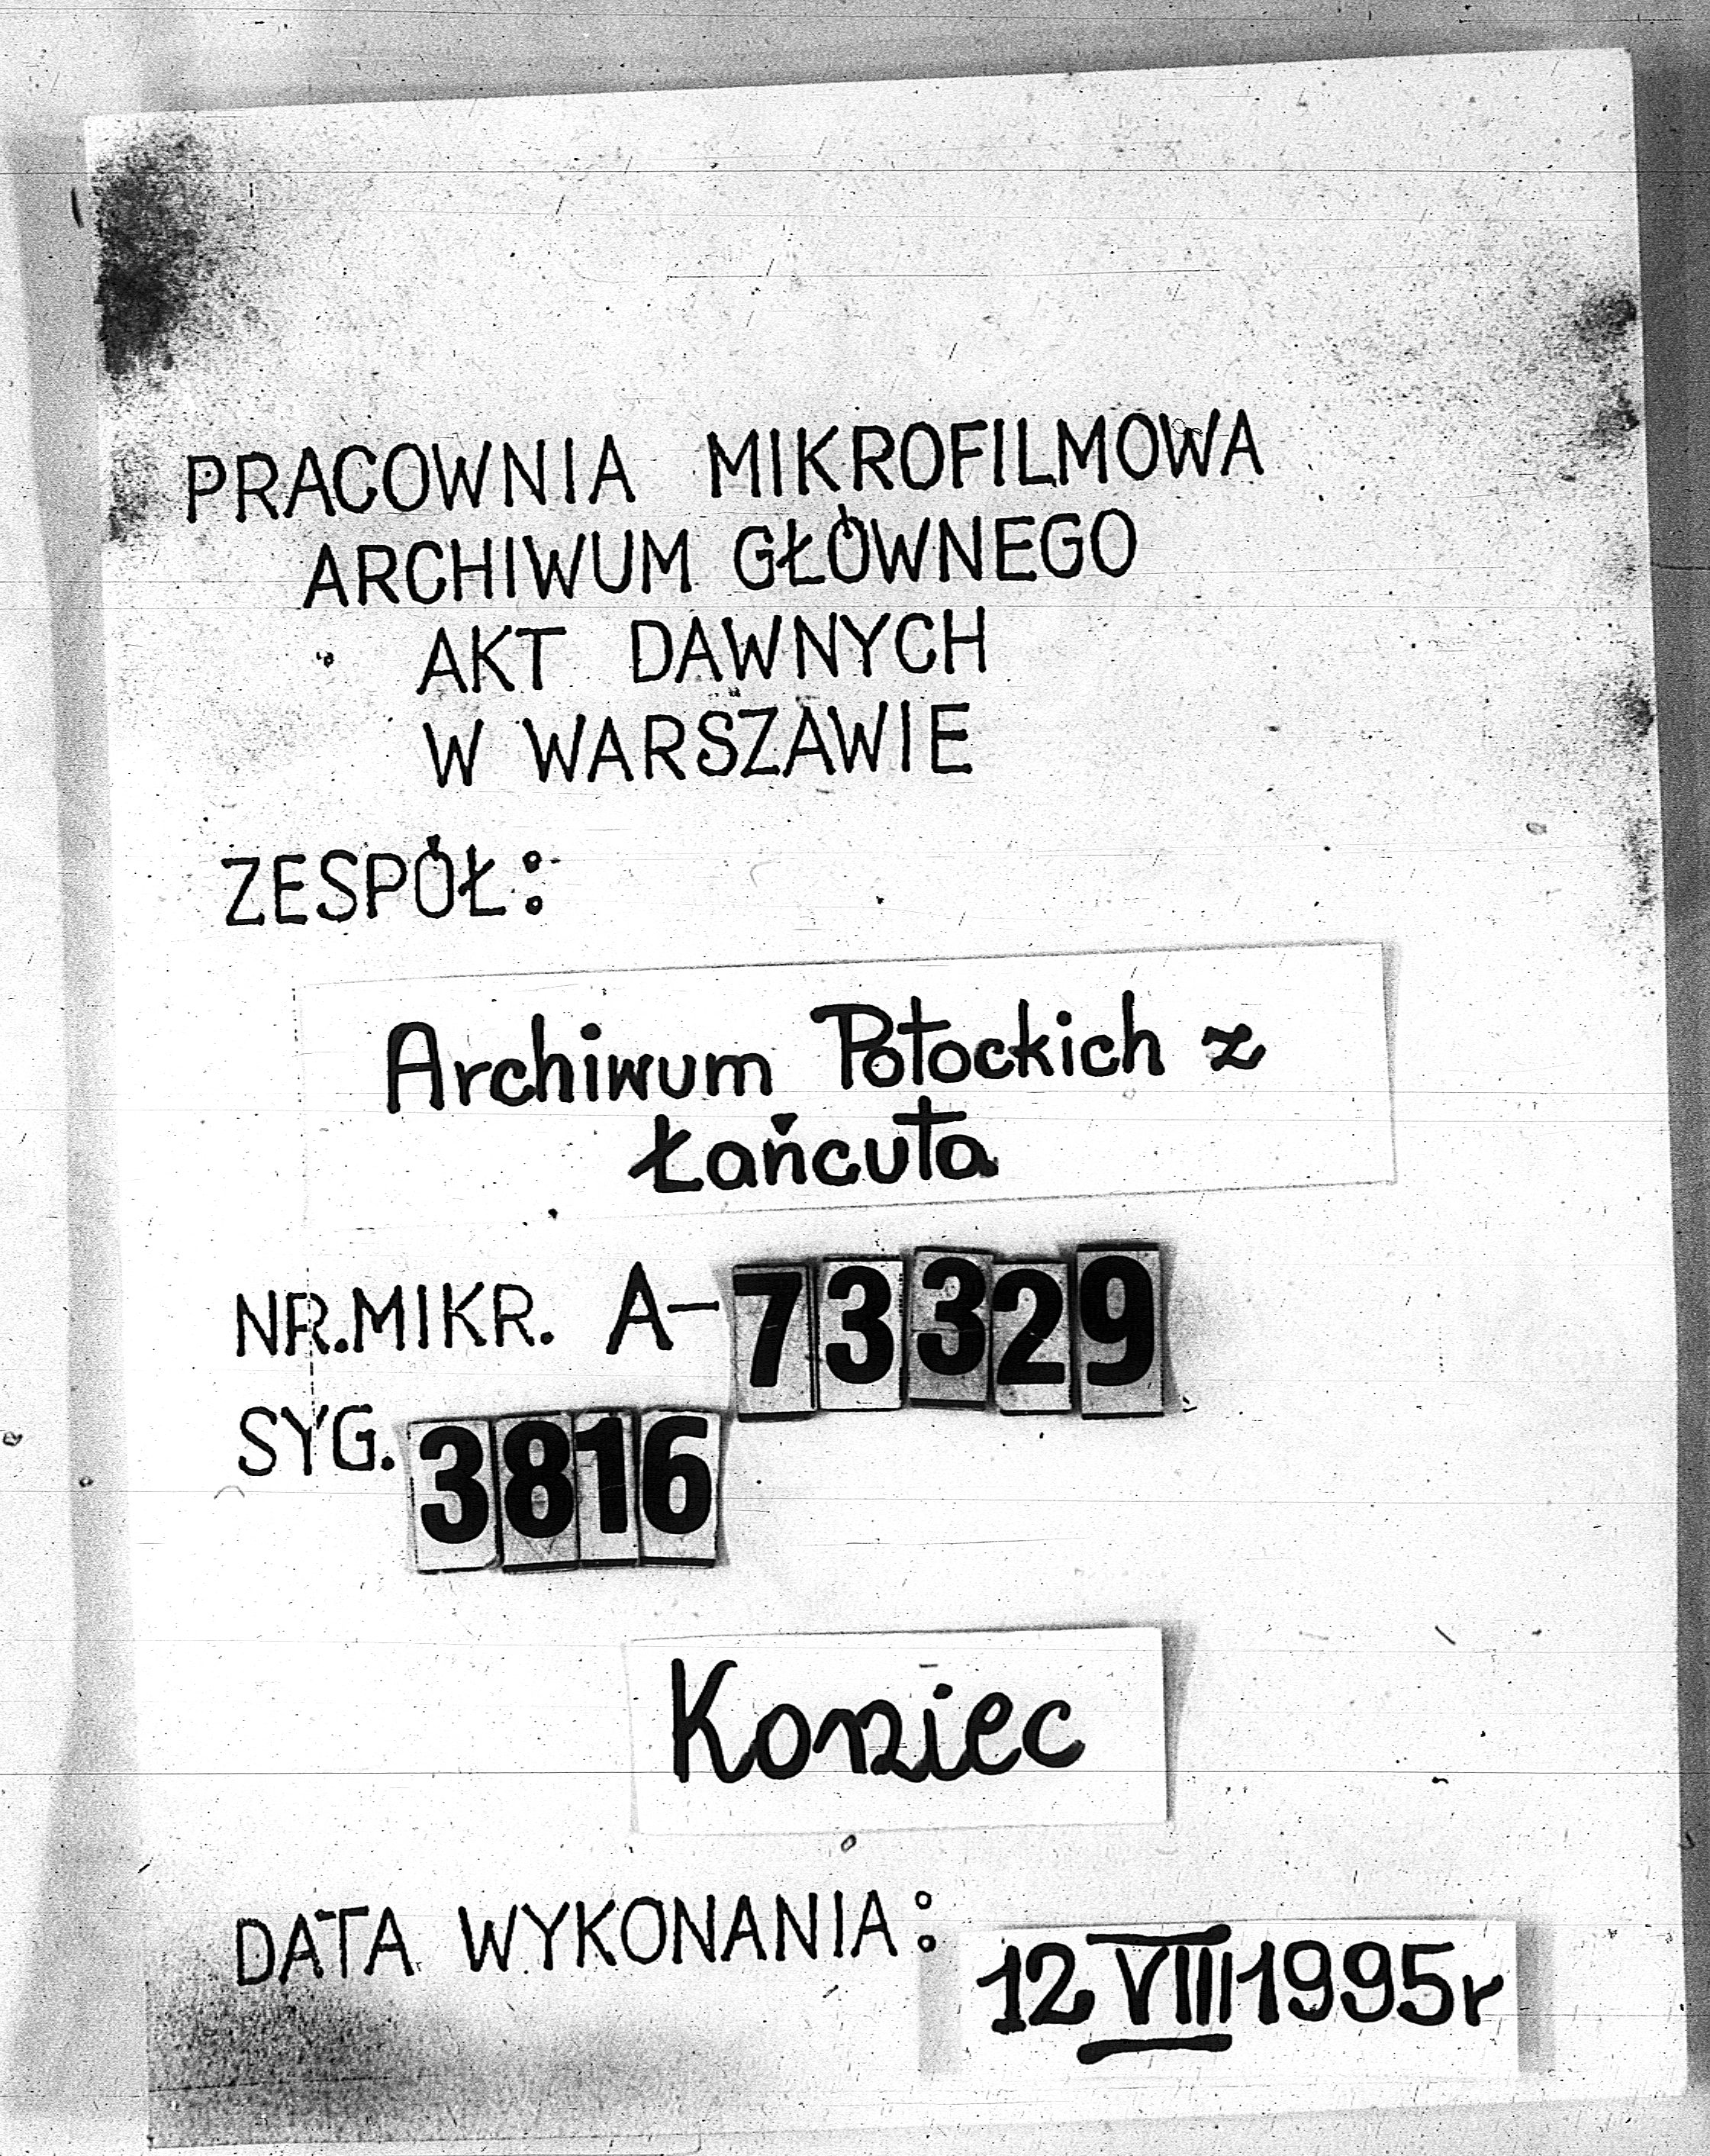 PRACOWNIA MIKROFILMOWA
ARCHIWUM GŁÓWNEGO
AKT DAWNYCH
W WARSZAWIE
ZESPÓŁ:
Archiwum Potockich z
Łańcuta
NR.MIKR. A-73329
SYG. 3816
Koniec
DATA WYKONANIA: 12 VIII 1995r